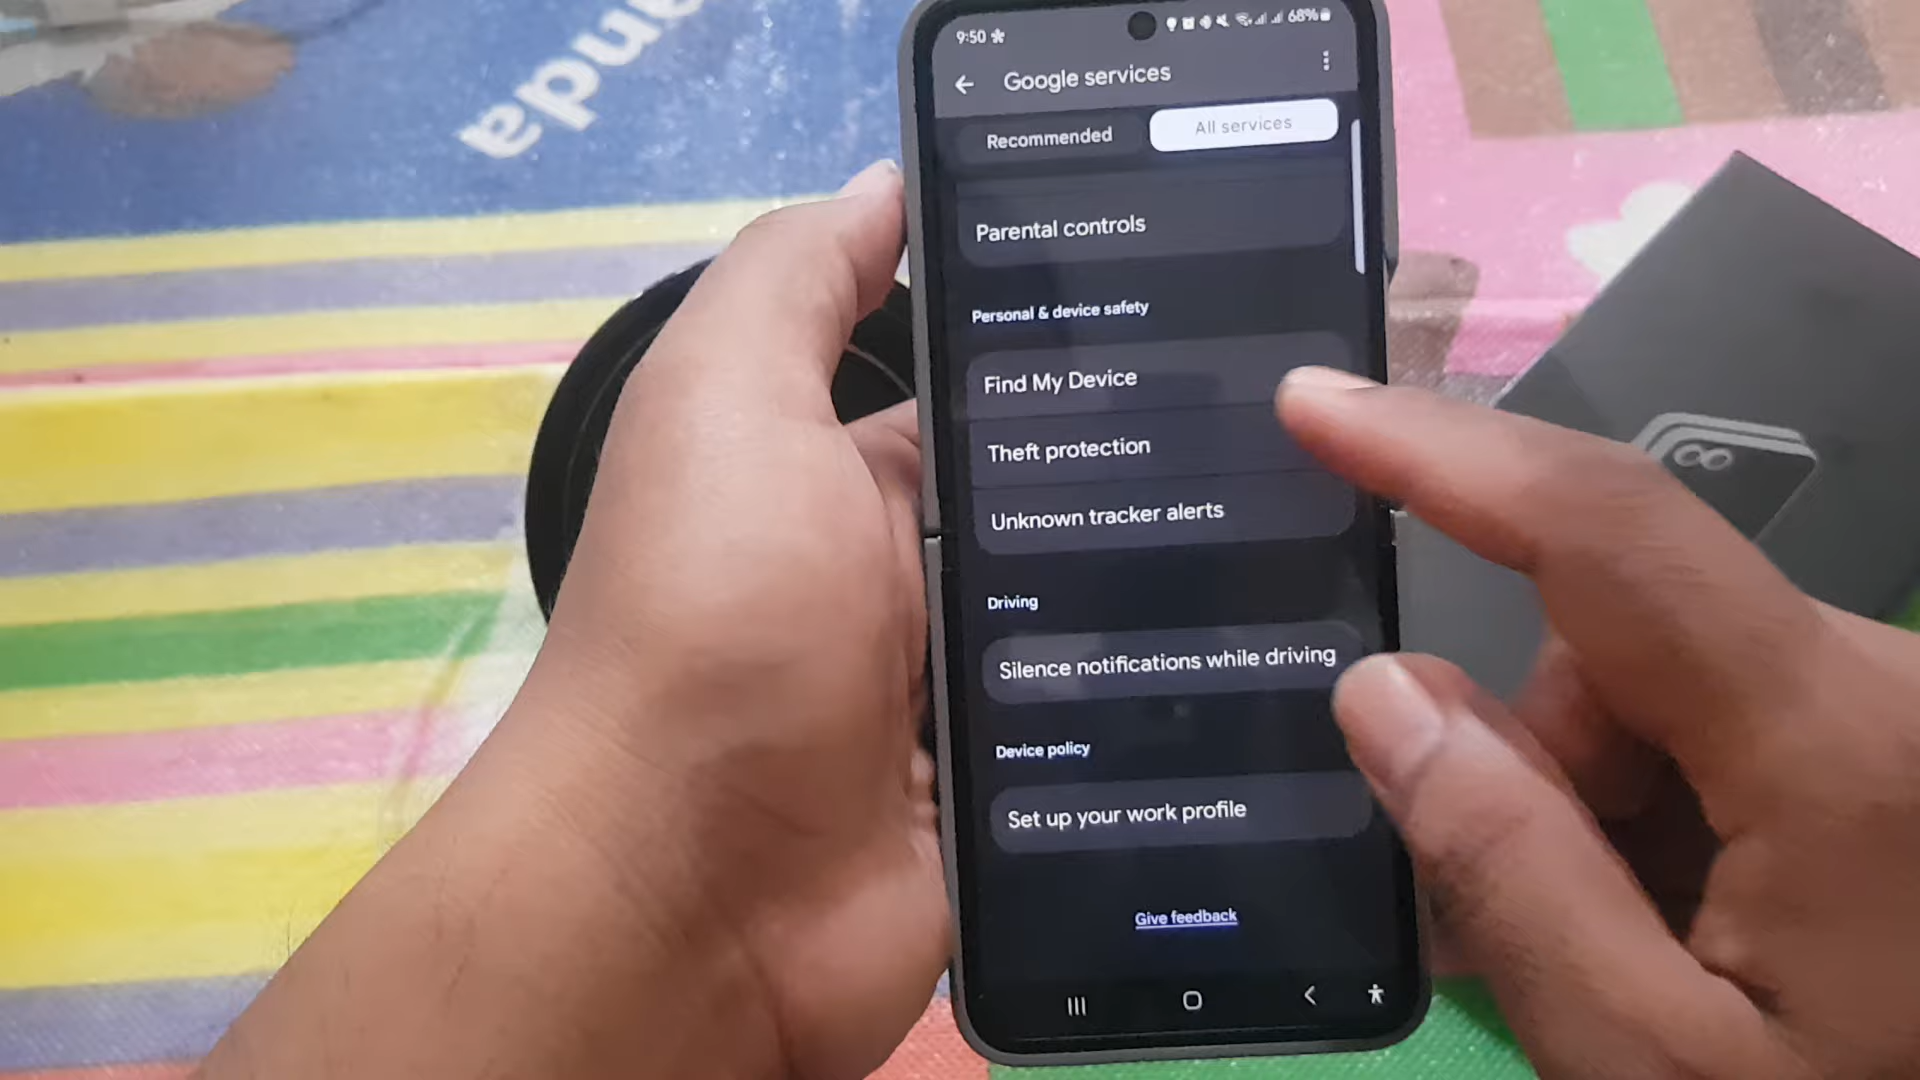 anda
9:50
68%
Google services
Recommended
All services
Parental controls
Personal & device safety
Find My Device
Theft protection
Unknown tracker alerts
Driving
Silence notifications while driving
Device policy
Set up your work profile
Give feedback